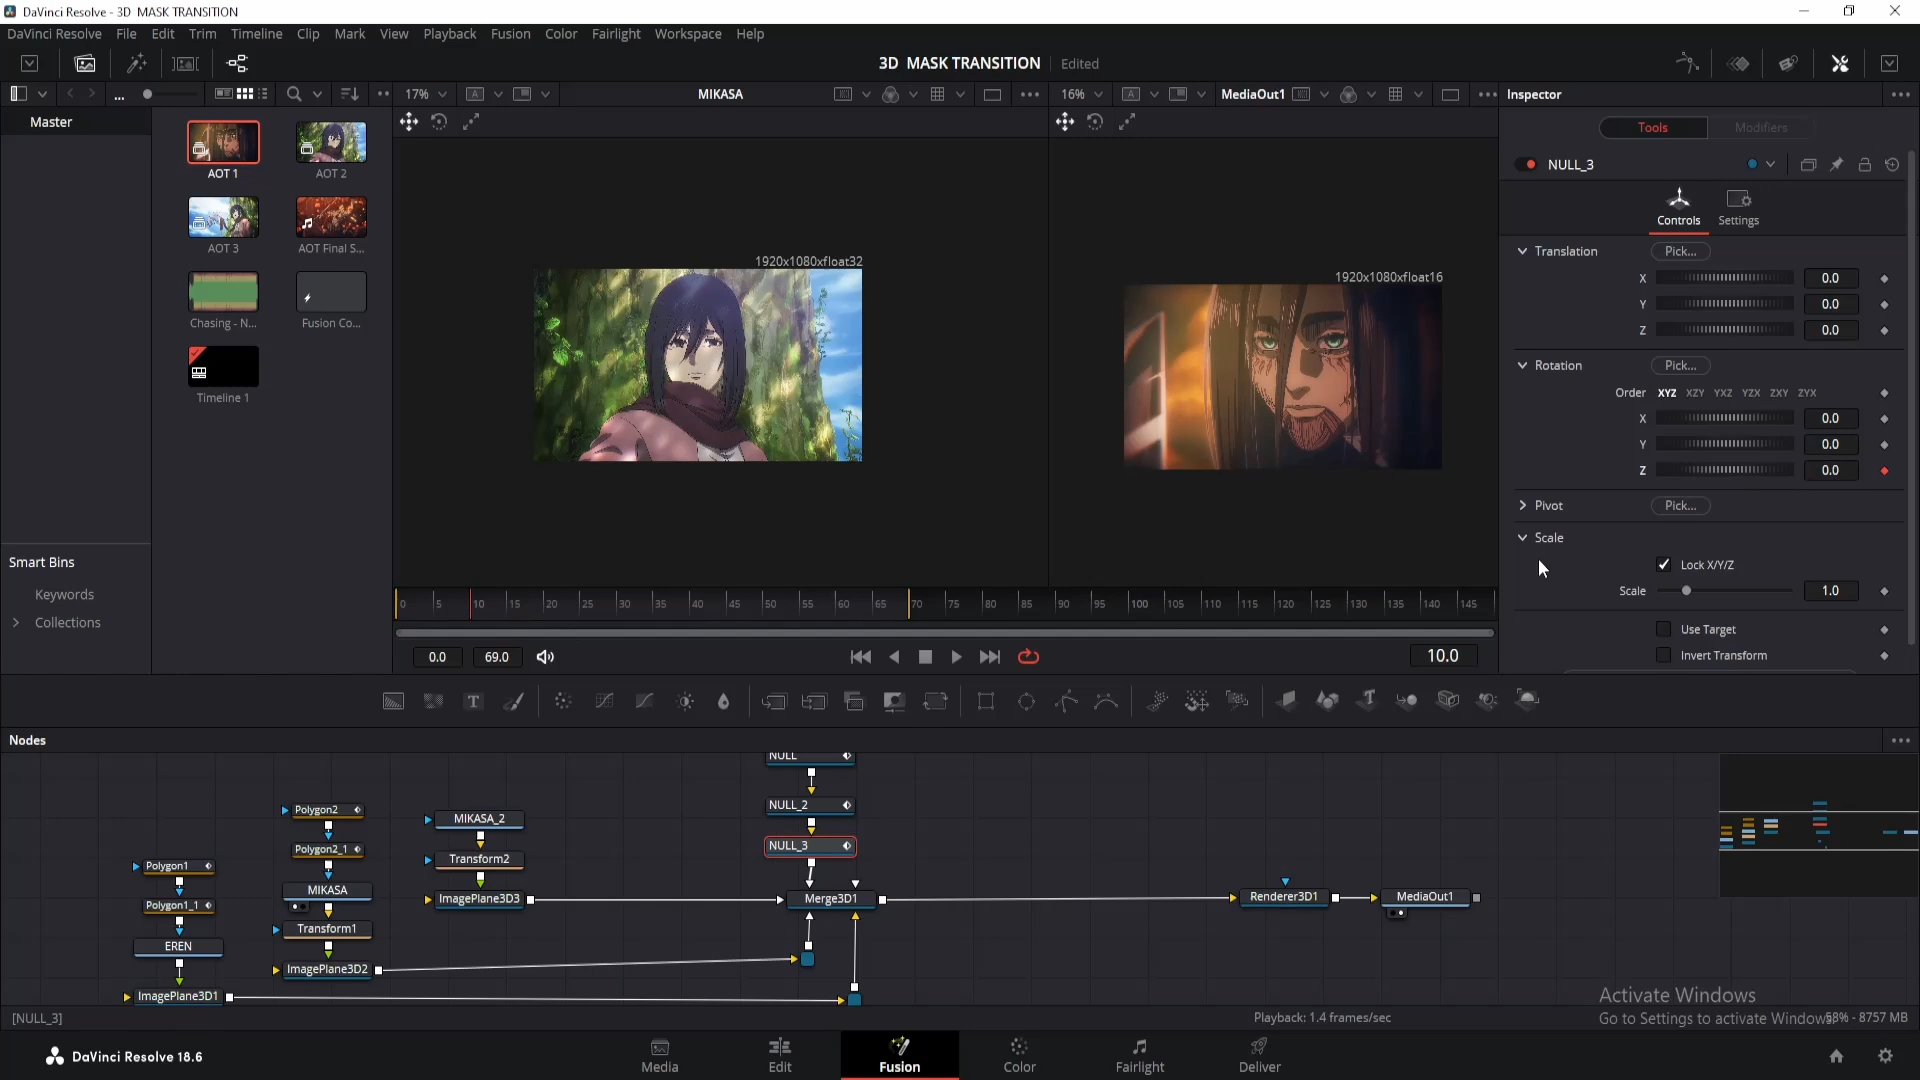 DaVinci Resolve - 3D  MASK TRANSITION
DaVinci Resolve File Edit Trim Timeline Clip Mark View Playback Fusion Color Fairlight Workspace Help
3D  MASK TRANSITION Edited
... 17% A MIKASA 16% A MediaOut1 Inspector
Master
AOT 1
AOT 2
AOT 3
AOT Final S...
Chasing - N...
Fusion Co...
Timeline 1
Smart Bins
Keywords
Collections
1920x1080xfloat32
1920x1080xfloat16
Tools Modifiers
NULL_3
Controls Settings
Translation Pick...
X 0.0
Y 0.0
Z 0.0
Rotation Pick...
Order XYZ XZY YXZ YZX ZXY ZYX
X 0.0
Y 0.0
Z 0.0
Pivot Pick...
Scale
Lock X/Y/Z
Scale 1.0
Use Target
Invert Transform
0 5 10 15 20 25 30 35 40 45 50 55 60 65 70 75 80 85 90 95 100 105 110 115 120 125 130 135 140 145
0.0 69.0 10.0
T T
Nodes
NULL
NULL_2
NULL_3
Polygon2
Polygon2_1
MIKASA
Transform1
ImagePlane3D2
MIKASA_2
Transform2
ImagePlane3D3
Polygon1
Polygon1_1
EREN
ImagePlane3D1
Merge3D1
Renderer3D1
MediaOut1
Activate Windows
Go to Settings to activate Windows.
[NULL_3] Playback: 1.4 frames/sec 58% - 8757 MB
DaVinci Resolve 18.6
Media Edit Fusion Color Fairlight Deliver